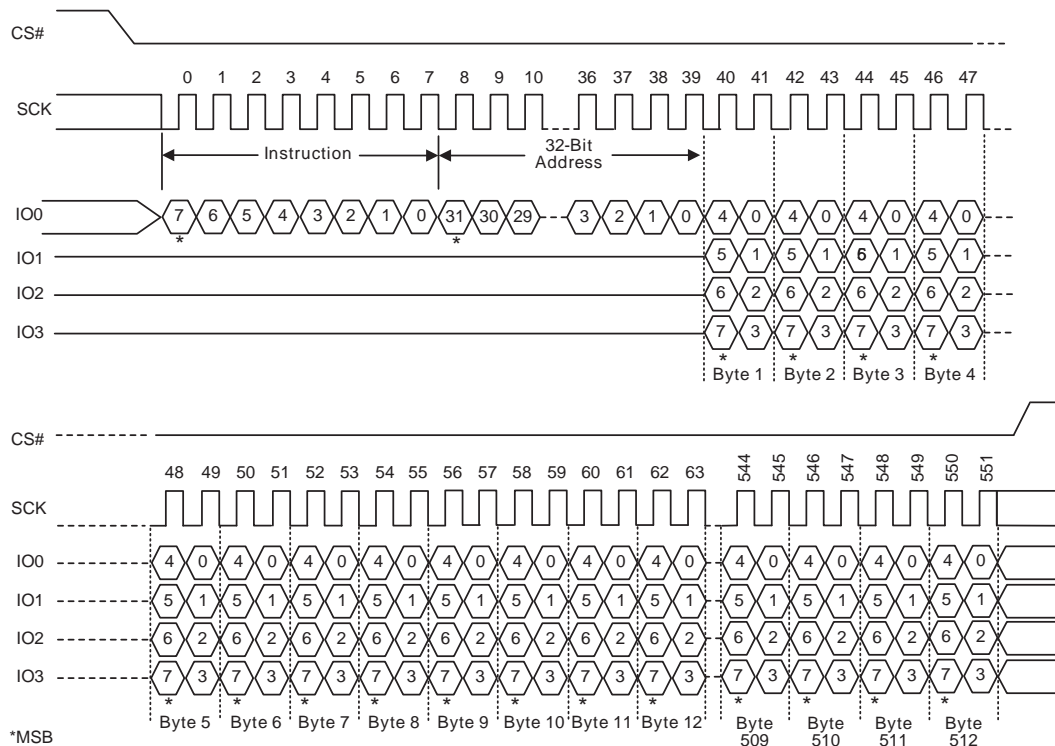 CS#
0 1 2 3 4 5 6 7 8 9 10 36 37 38 39 40 41 42 43 44 45 46 47
SCK
Instruction
32-Bit
Address
IO0 7 6 5 4 3 2 1 0 31 30 29 3 2 1 0 4 0 4 0 4 0 4 0
* *
IO1 5 1 5 1 6 1 5 1
IO2 6 2 6 2 6 2 6 2
IO3 7 3 7 3 7 3 7 3
* * * *
Byte 1 Byte 2 Byte 3 Byte 4
CS#
48 49 50 51 52 53 54 55 56 57 58 59 60 61 62 63 544 545 546 547 548 549 550 551
SCK
IO0 4 0 4 0 4 0 4 0 4 0 4 0 4 0 4 0 4 0 4 0 4 0 4 0
IO1 5 1 5 1 5 1 5 1 5 1 5 1 5 1 5 1 5 1 5 1 5 1 5 1
IO2 6 2 6 2 6 2 6 2 6 2 6 2 6 2 6 2 6 2 6 2 6 2 6 2
IO3 7 3 7 3 7 3 7 3 7 3 7 3 7 3 7 3 7 3 7 3 7 3 7 3
* * * * * * * * * * * *
Byte 5 Byte 6 Byte 7 Byte 8 Byte 9 Byte 10 Byte 11 Byte 12 Byte Byte Byte Byte
509 510 511 512
*MSB